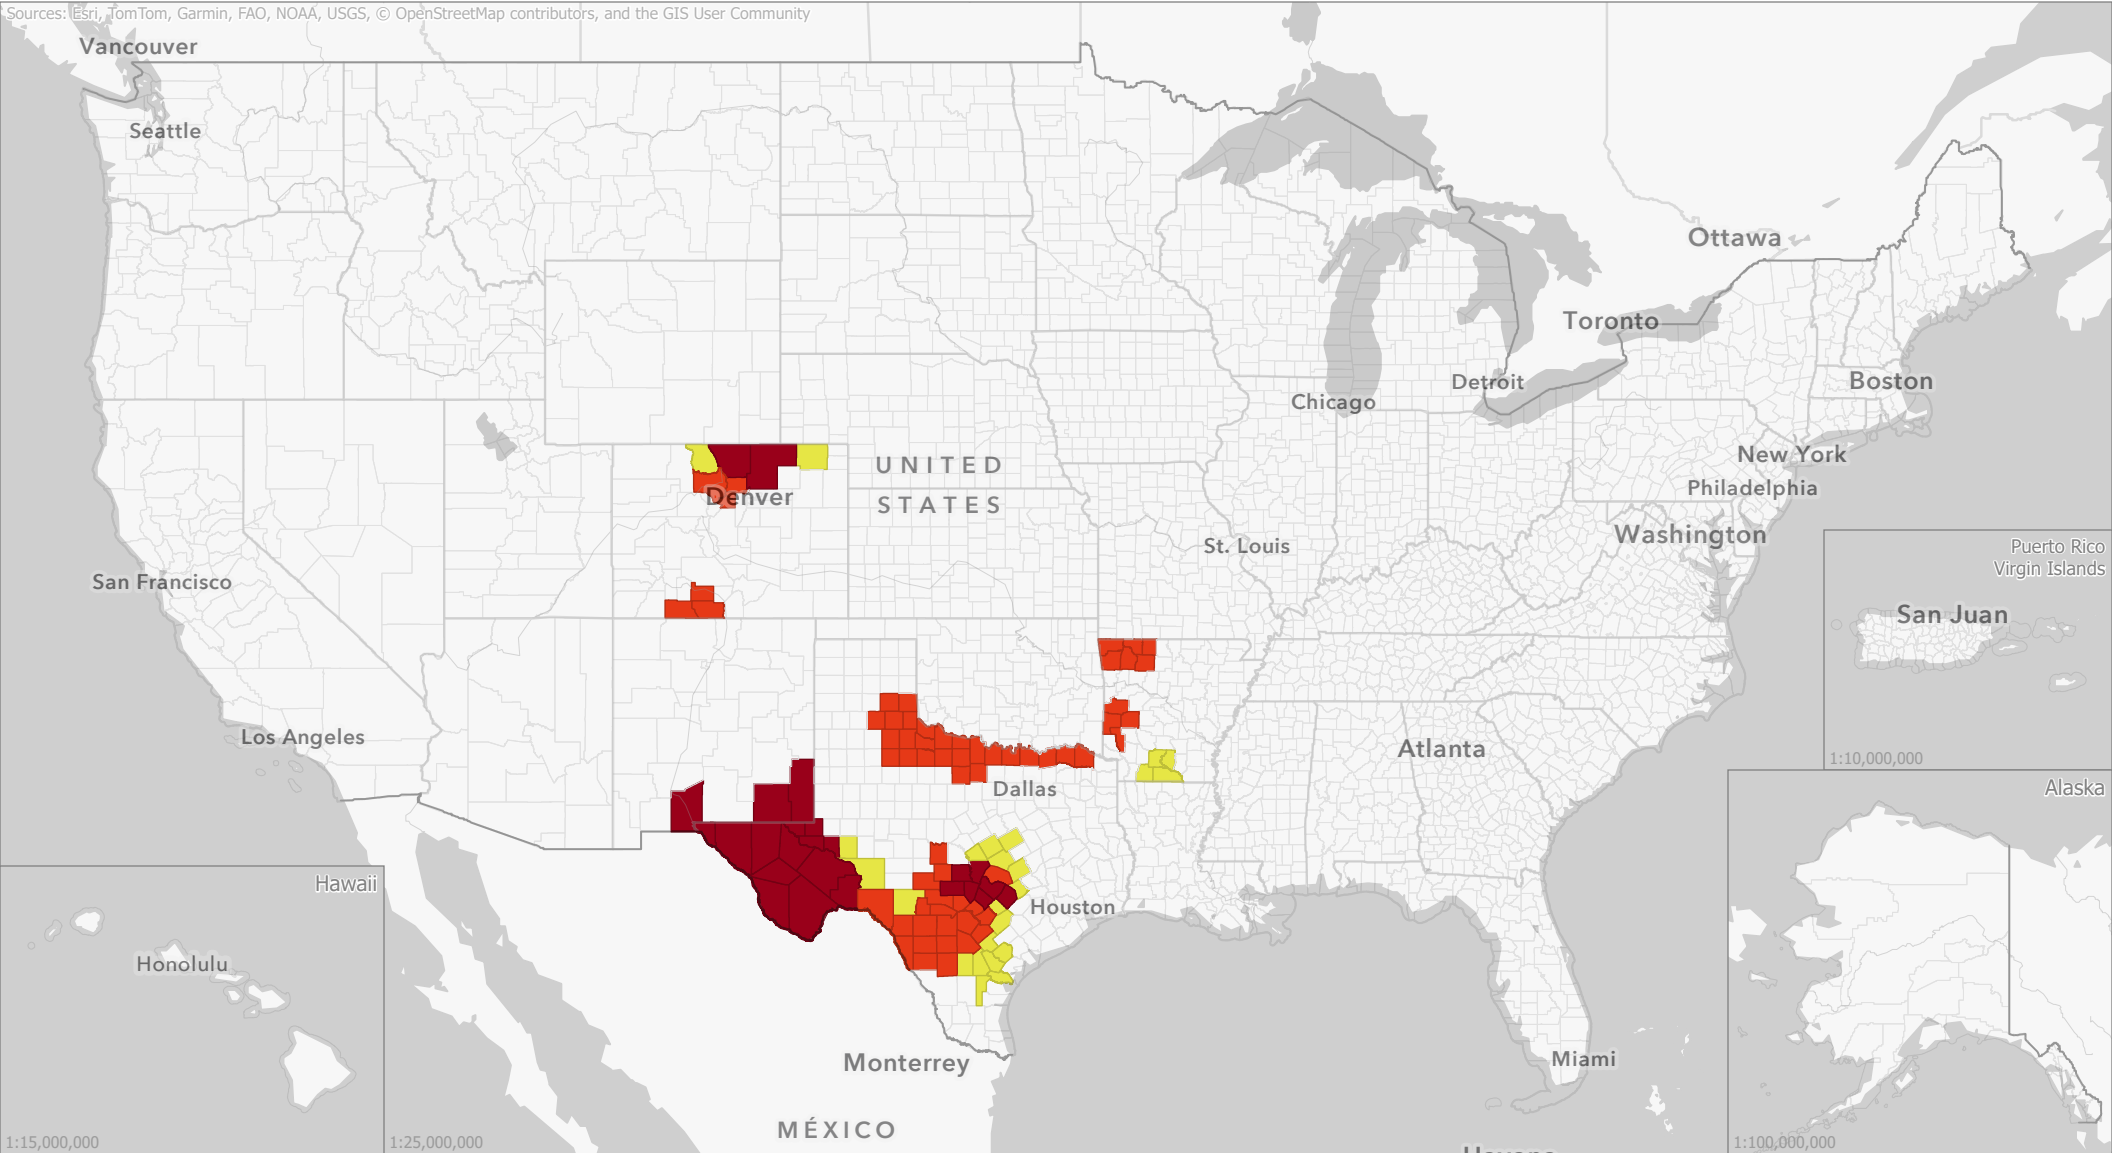 Sources: Esri, TomTom, Garmin, FAO, NOAA, USGS, © OpenStreetMap contributors, and the GIS User Community
Vancouver
Seattle
Ottawa
Toronto
Detroit
Boston
Chicago
New York
UNITED
Philadelphia
Denver
STATES
Washington
St. Louis
Puerto Rico
Virgin Islands
San Francisco
San Juan
Los Angeles
Atlanta
1:10,000,000
Dallas
Alaska
Hawaii
Houston
Honolulu
Monterrey
Miami
MÉXICO
1:15,000,000
1:25,000,000
1:100,000,000